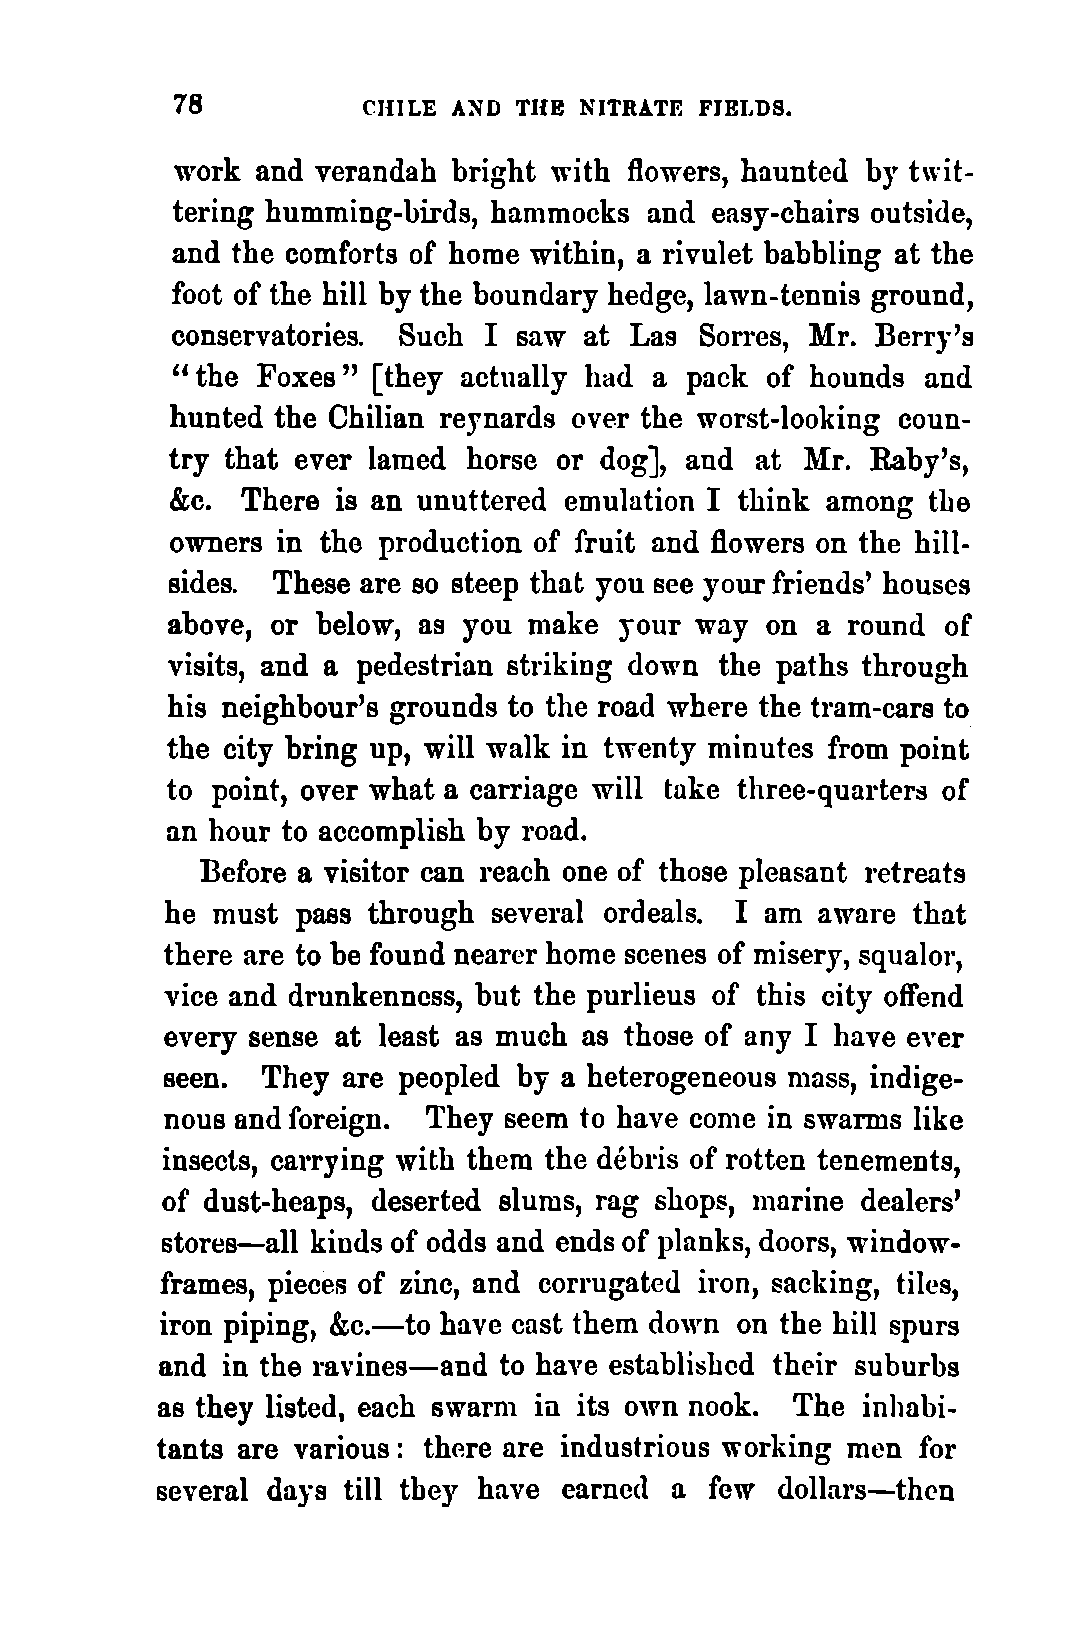 78 CHILE AND THE NITRATE FIELDS.
work and verandah bright with flowers, haunted by twit-
tering humming-birds, hammocks and easy-chairs outside,
and the comforts of home within, a rivulet babbling at the
foot of the hill by the boundary hedge, lawn-tennis ground,
conservatories. Such I saw at Las Sorres, Mr. Berry's
"the Foxes" [they actually had a pack of hounds and
hunted the Chilian reynards over the worst-looking coun-
try that ever lamed horse or dog], and at Mr. Raby's,
&c. There is an unuttered emulation I think among the
owners in the production of fruit and flowers on the hill-
sides. These are so steep that you see your friends' houses
above, or below, as you make your way on a round of
visits, and a pedestrian striking down the paths through
his neighbour's grounds to the road where the tram-cars to
the city bring up, will walk in twenty minutes from point
to point, over what a carriage will take three-quarters of
an hour to accomplish by road.
Before a visitor can reach one of those pleasant retreats
he must pass through several ordeals. I am aware that
there are to be found nearer home scenes of misery, squalor,
vice and drunkenness, but the purlieus of this city offend
every sense at least as much as those of any I have ever
seen. They are peopled by a heterogeneous mass, indige-
nous and foreign. They seem to have come in swarms like
insects, carrying with them the débris of rotten tenements,
of dust-heaps, deserted slums, rag shops, marine dealers'
stores—all kinds of odds and ends of planks, doors, window-
frames, pieces of zinc, and corrugated iron, sacking, tiles,
iron piping, &c.—to have cast them down on the hill spurs
and in the ravines—and to have established their suburbs
as they listed, each swarm in its own nook. The inhabi-
tants are various: there are industrious working men for
several days till they have earned a few dollars—then